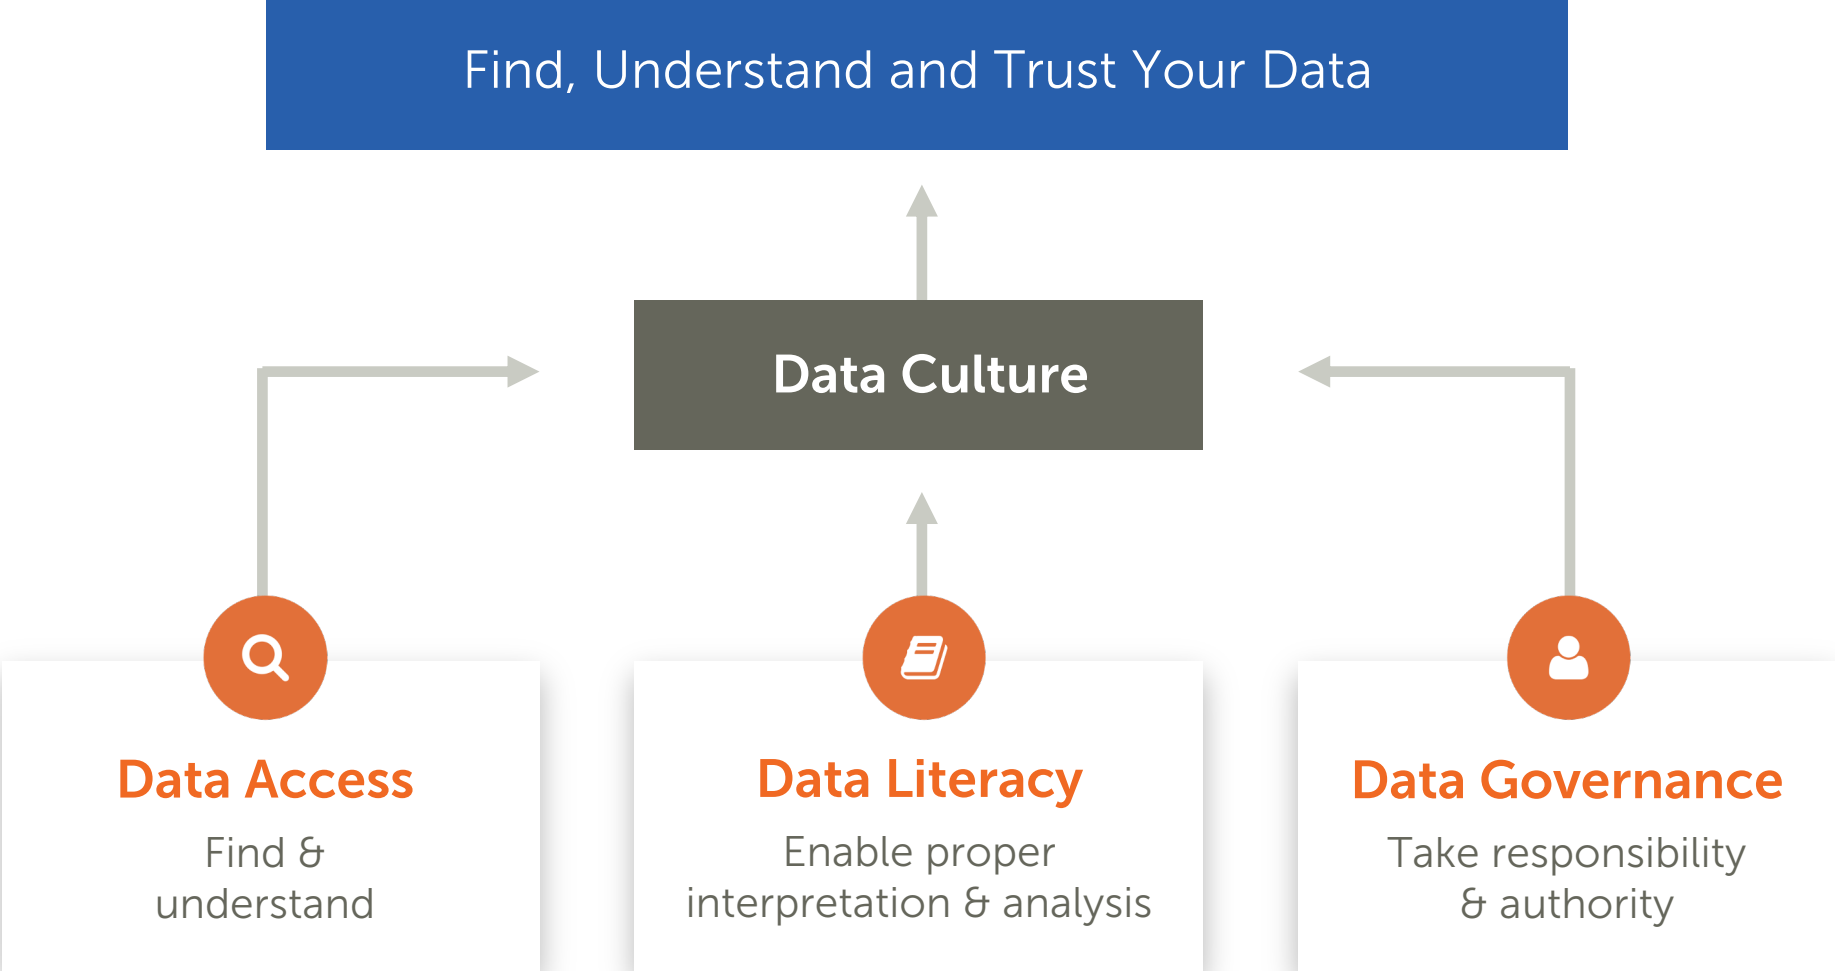 Find, Understand and Trust Your Data
Data Culture
Data Access
Find &
understand
Data Literacy
Enable proper
interpretation & analysis
Data Governance
Take responsibility
& authority